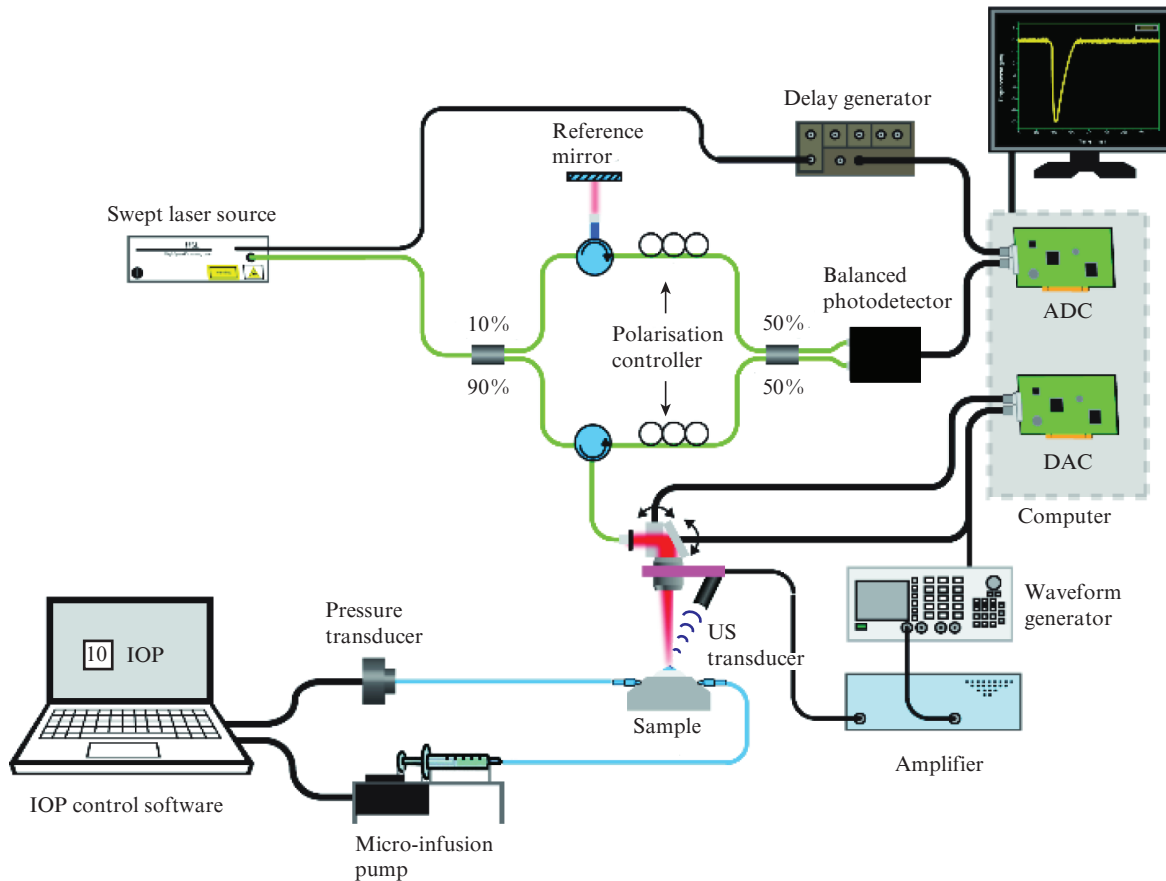 Delay generator
Reference
mirror
Swept laser source
Balanced
photodetector
10%
50%
ADC
Polarisation
controller
90%
50%
DAC
Computer
Pressure
transducer
US
transducer
Waveform
generator
10 IOP
Sample
Amplifier
IOP control software
Micro-infusion
pump